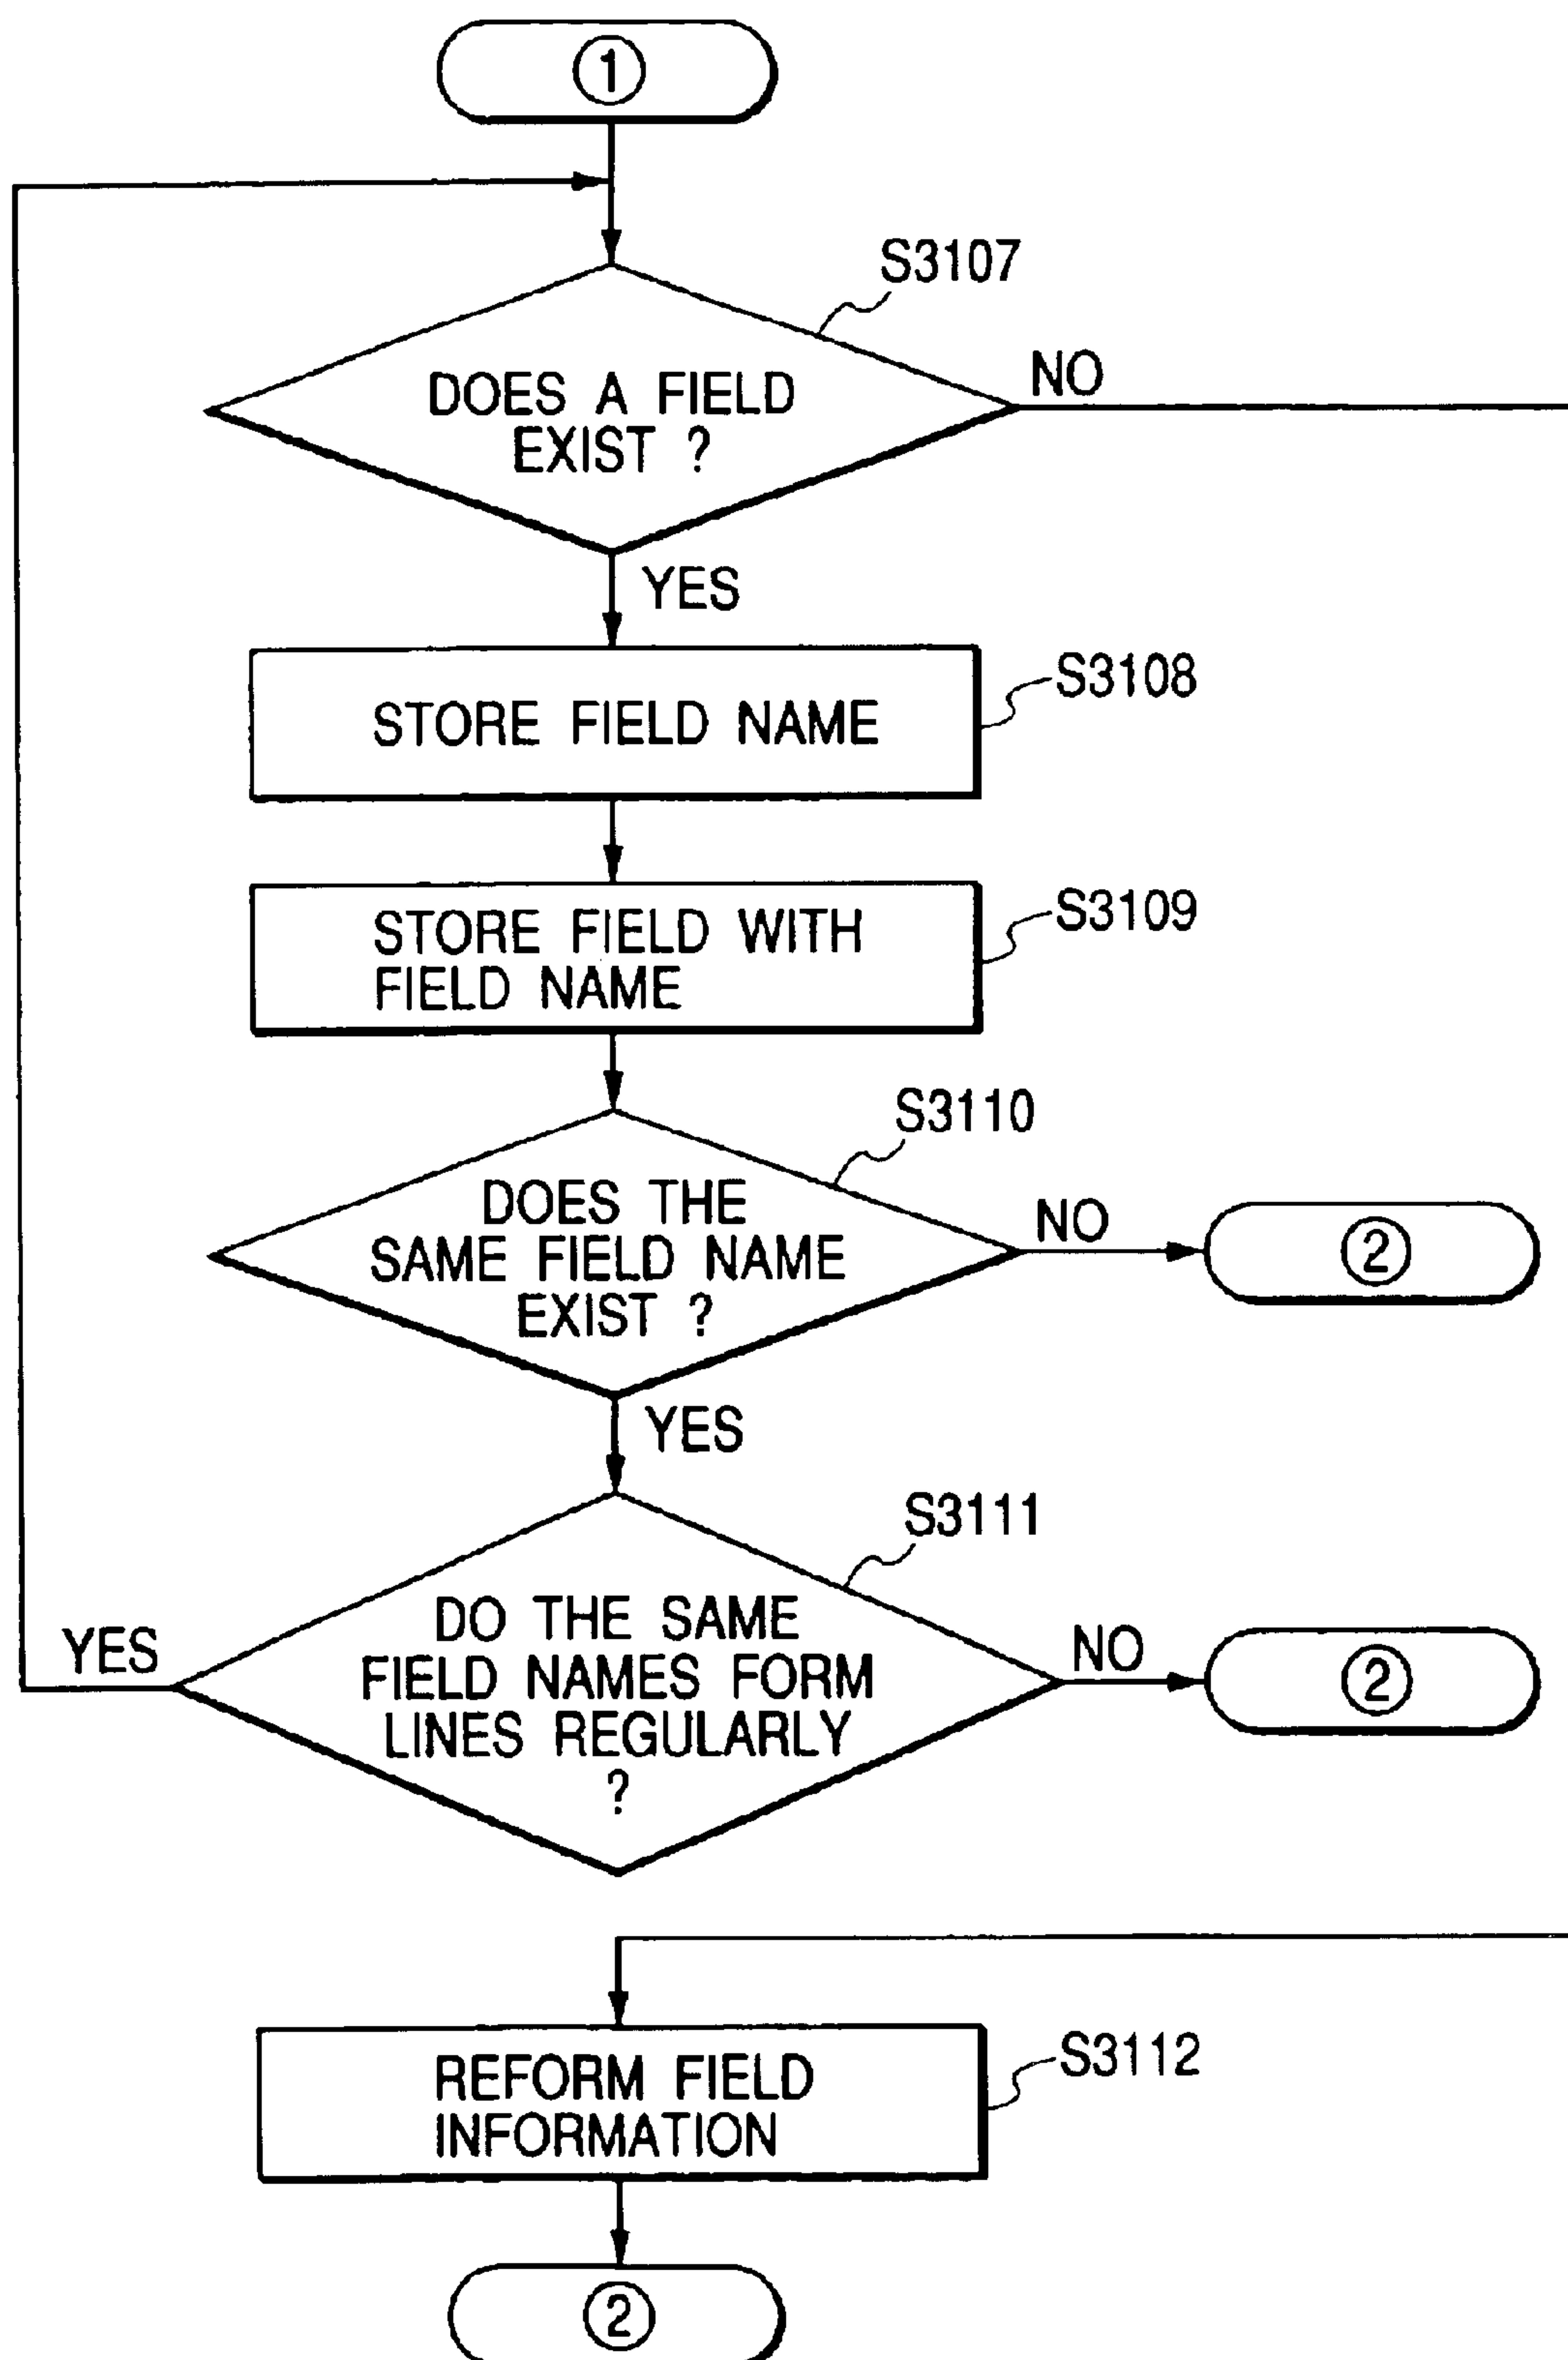 1
S3107
DOES A FIELD
EXIST ?
NO
YES
STORE FIELD NAME
S3108
STORE FIELD WITH
FIELD NAME
S3109
S3110
DOES THE
SAME FIELD NAME
EXIST ?
NO
2
YES
S3111
DO THE SAME
FIELD NAMES FORM
LINES REGULARLY
?
YES
NO
2
REFORM FIELD
INFORMATION
S3112
2